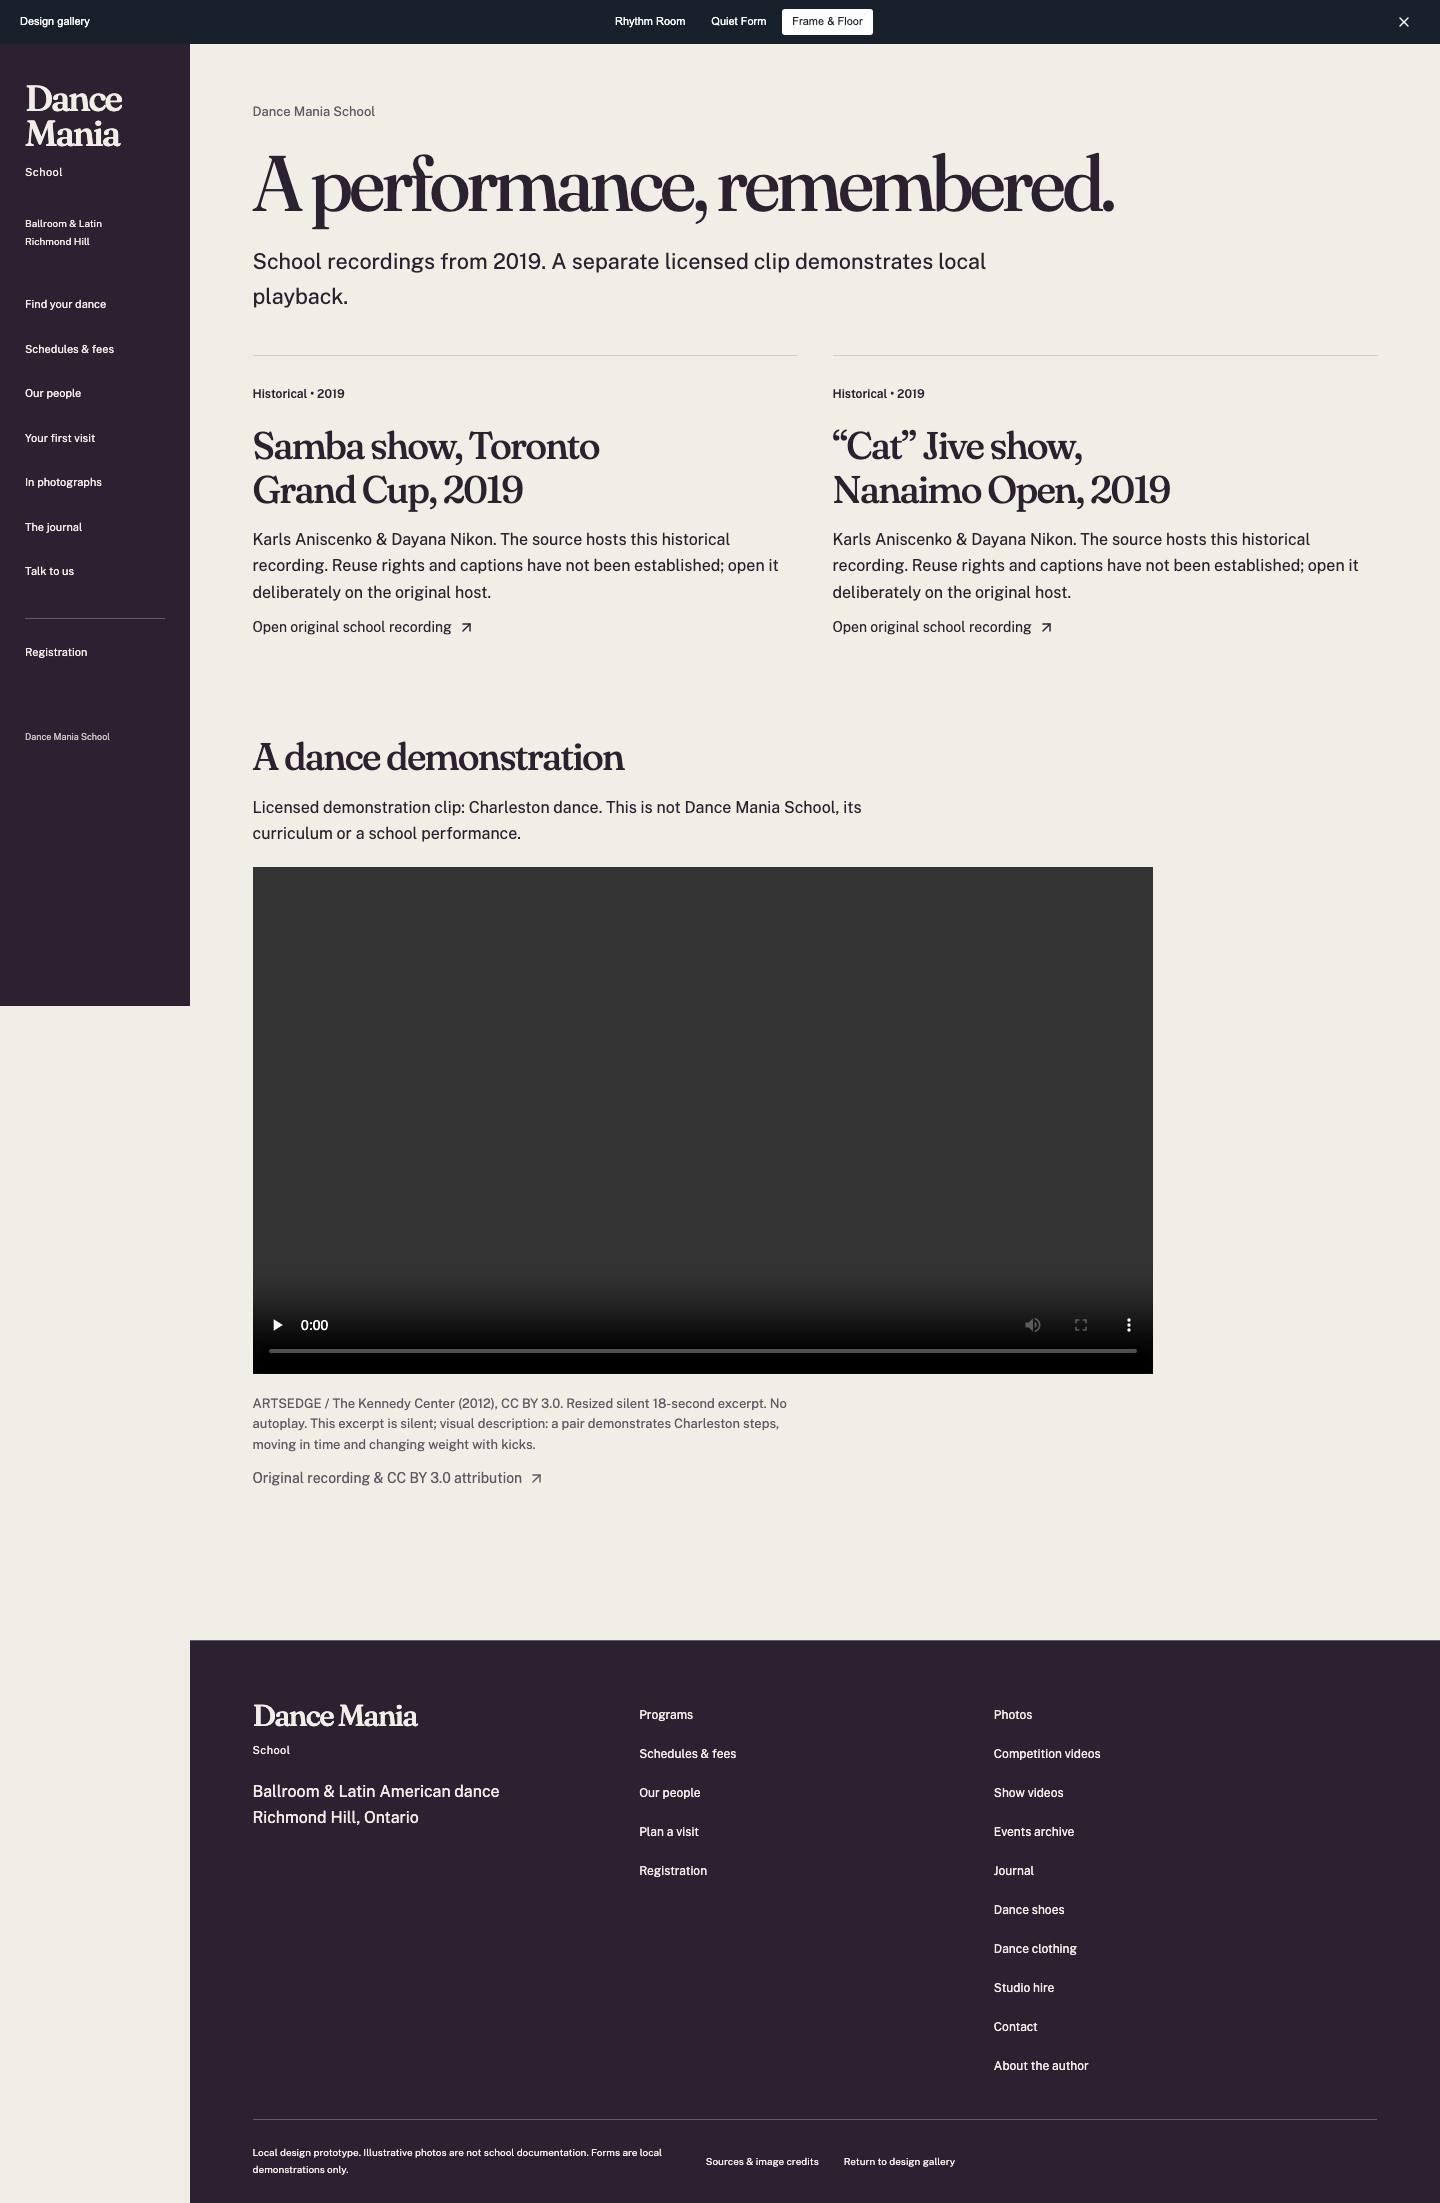 Design gallery
Rhythm Room
Quiet Form
Frame & Floor
Dance
Mania
School
Ballroom & Latin
Richmond Hill
Find your dance
Schedules & fees
Our people
Your first visit
In photographs
The journal
Talk to us
Registration
Dance Mania School
Dance Mania School
A performance, remembered.
School recordings from 2019. A separate licensed clip demonstrates local
playback.
Historical • 2019
Samba show, Toronto
Grand Cup, 2019
Karls Aniscenko & Dayana Nikon. The source hosts this historical
recording. Reuse rights and captions have not been established; open it
deliberately on the original host.
Open original school recording
Historical • 2019
“Cat” Jive show,
Nanaimo Open, 2019
Karls Aniscenko & Dayana Nikon. The source hosts this historical
recording. Reuse rights and captions have not been established; open it
deliberately on the original host.
Open original school recording
A dance demonstration
Licensed demonstration clip: Charleston dance. This is not Dance Mania School, its
curriculum or a school performance.
0:00
ARTSEDGE / The Kennedy Center (2012), CC BY 3.0. Resized silent 18-second excerpt. No
autoplay. This excerpt is silent; visual description: a pair demonstrates Charleston steps,
moving in time and changing weight with kicks.
Original recording & CC BY 3.0 attribution
Dance Mania
School
Ballroom & Latin American dance
Richmond Hill, Ontario
Programs
Schedules & fees
Our people
Plan a visit
Registration
Photos
Competition videos
Show videos
Events archive
Journal
Dance shoes
Dance clothing
Studio hire
Contact
About the author
Local design prototype. Illustrative photos are not school documentation. Forms are local
demonstrations only.
Sources & image credits
Return to design gallery